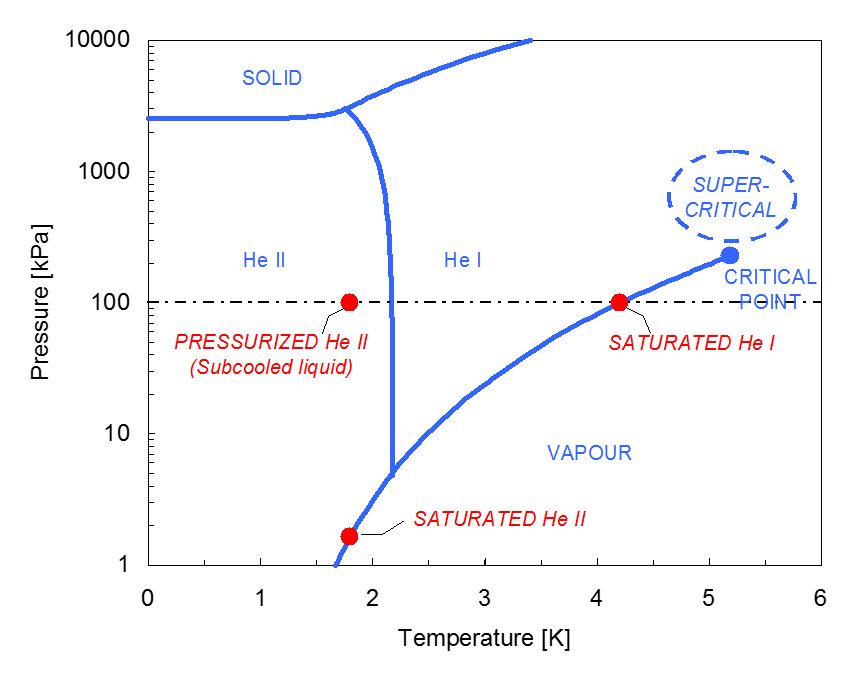 10000
SOLID
1000
SUPER-
CRITICAL
He II
He I
CRITICAL
POINT
100
PRESSURIZED He II
(Subcooled liquid)
SATURATED He I
10
VAPOUR
SATURATED He II
1
0 1 2 3 4 5 6
Temperature [K]
Pressure [kPa]